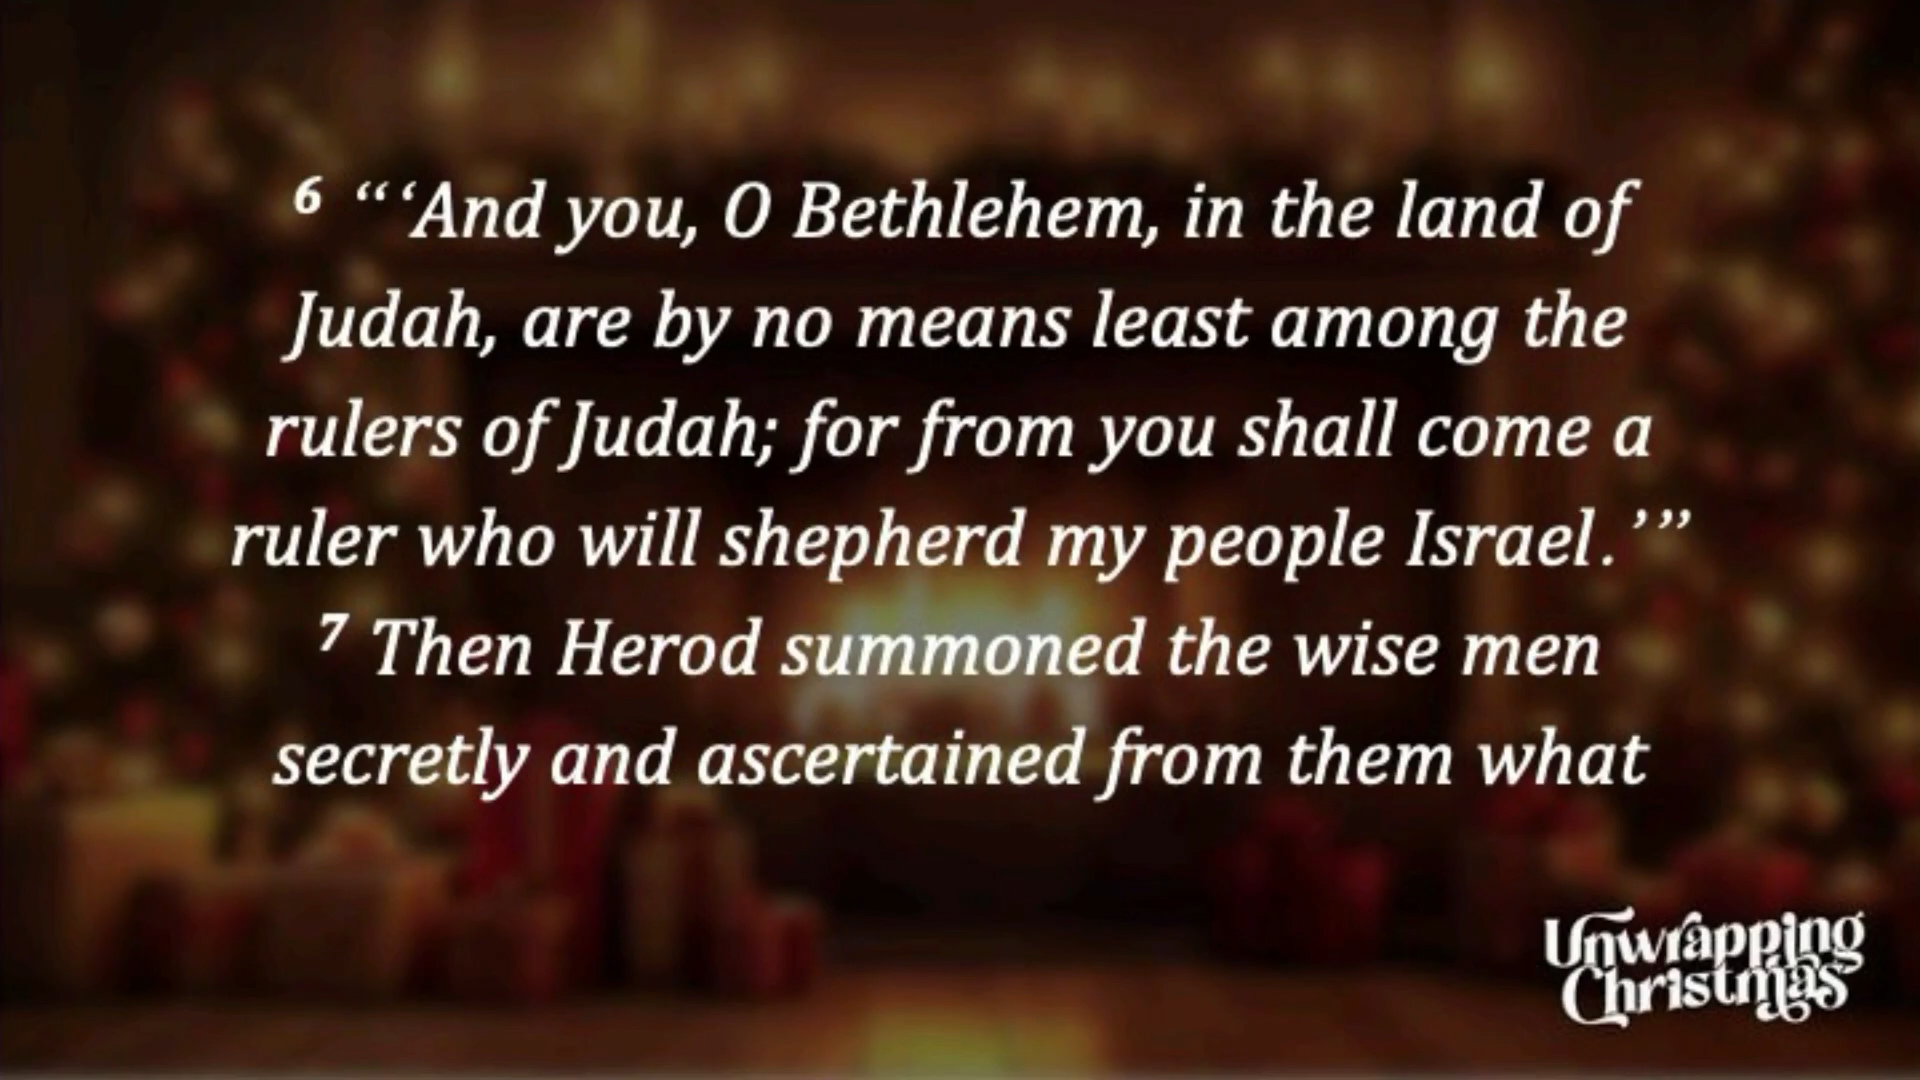 6 “‘And you, O Bethlehem, in the land of
Judah, are by no means least among the
rulers of Judah; for from you shall come a
ruler who will shepherd my people Israel.’”
7 Then Herod summoned the wise men
secretly and ascertained from them what
Unwrapping
Christmas